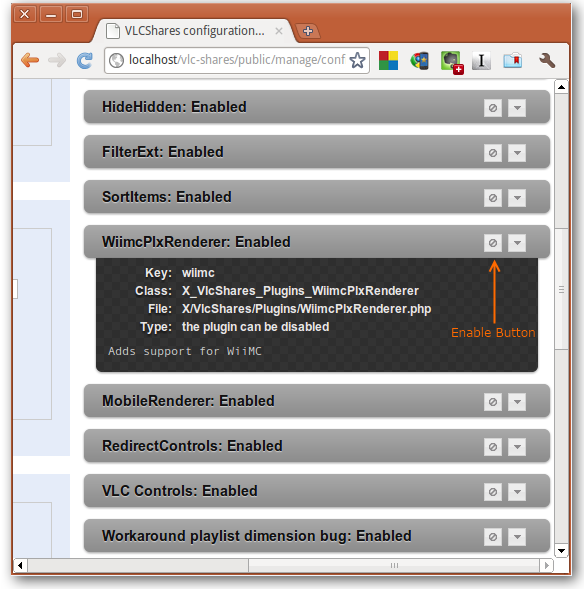 VLCShares configuration...
localhost/vlc-shares/public/manage/conf
HideHidden: Enabled
FilterExt: Enabled
SortItems: Enabled
WiimcPlxRenderer: Enabled
Key: wiimc
Class: X_VlcShares_Plugins_WiimcPlxRenderer
File: X/VlcShares/Plugins/WiimcPlxRenderer.php
Type: the plugin can be disabled
Enable Button
Adds support for WiiMC
MobileRenderer: Enabled
RedirectControls: Enabled
VLC Controls: Enabled
Workaround playlist dimension bug: Enabled